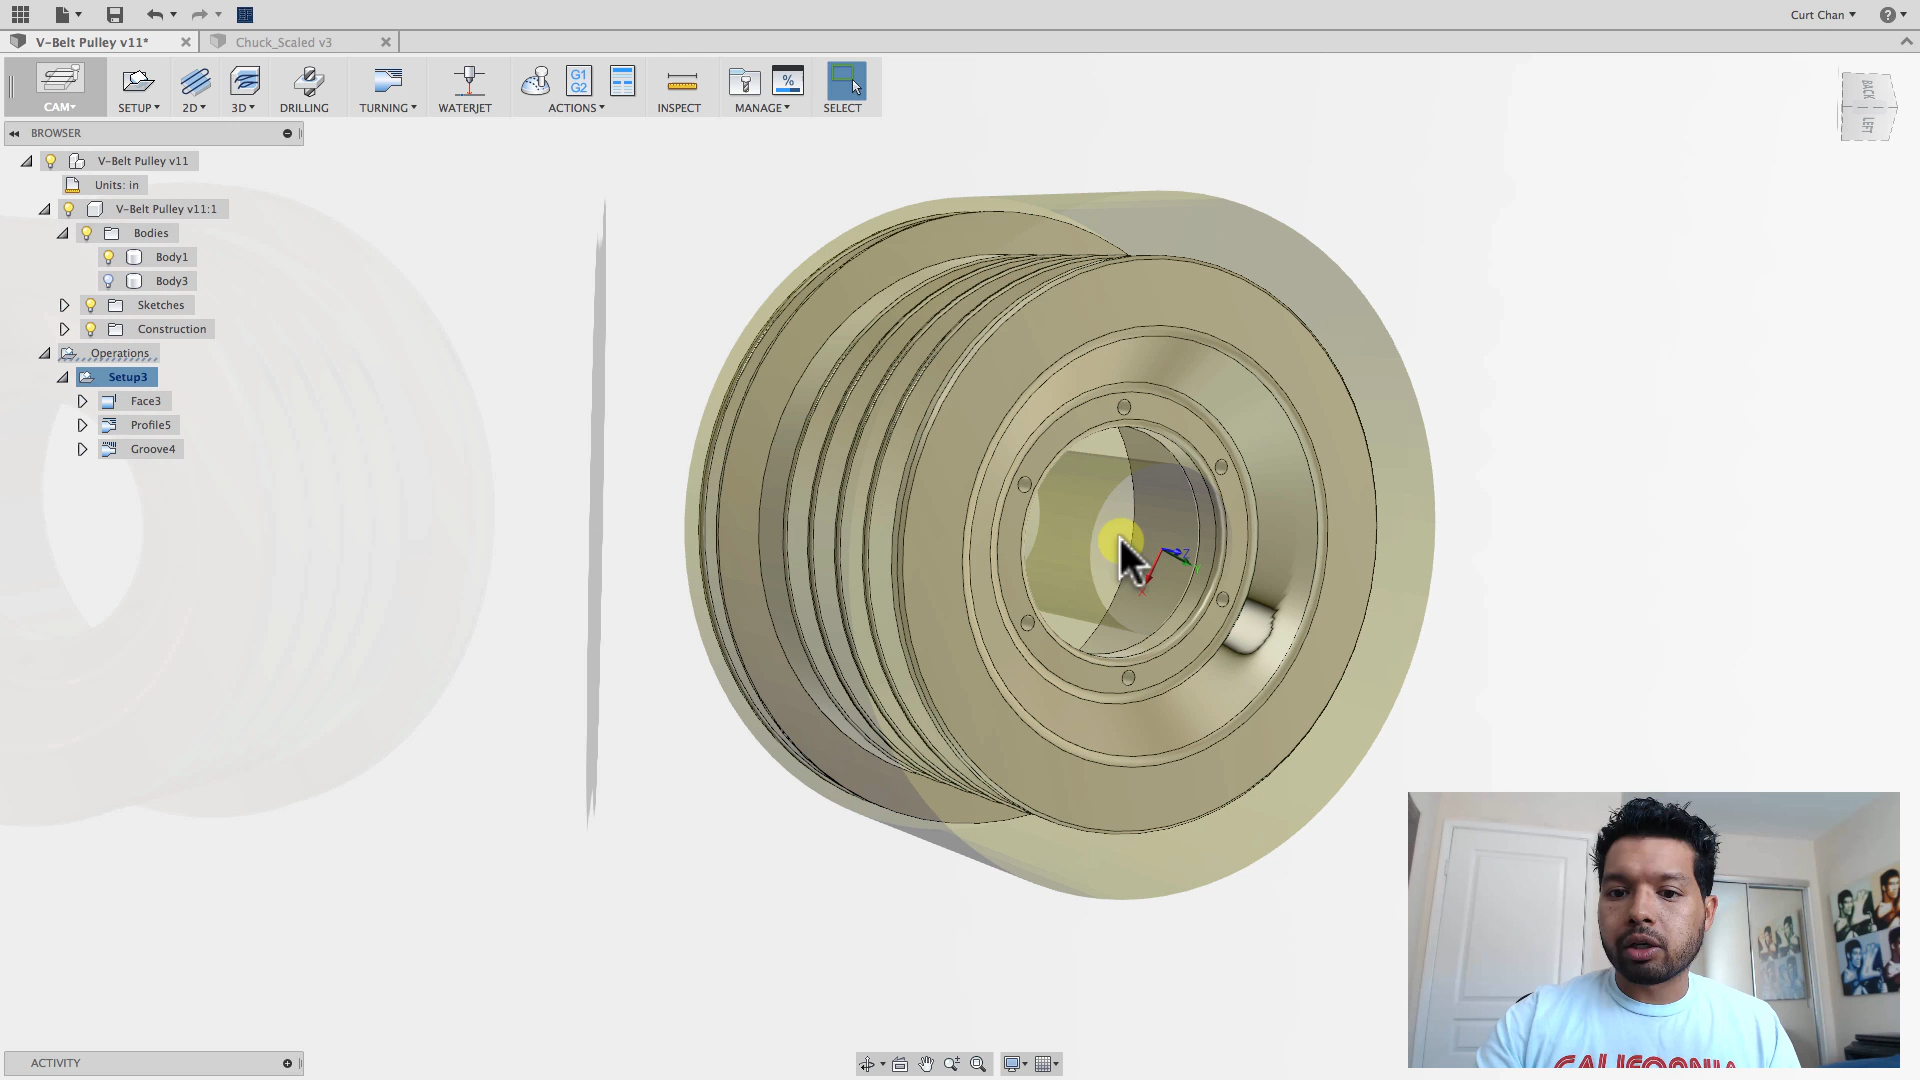 Curt Chan
V-Belt Pulley v11*
Chuck_Scaled v3
CAM
SETUP
2D
3D
DRILLING
TURNING
WATERJET
G1
G2
ACTIONS
INSPECT
%
MANAGE
SELECT
BACK
LEFT
BROWSER
V-Belt Pulley v11
Units: in
V-Belt Pulley v11:1
Bodies
Body1
Body3
Sketches
Construction
Operations
Setup3
Face3
Profile5
Groove4
Z
X
CALIFORNIA
ACTIVITY